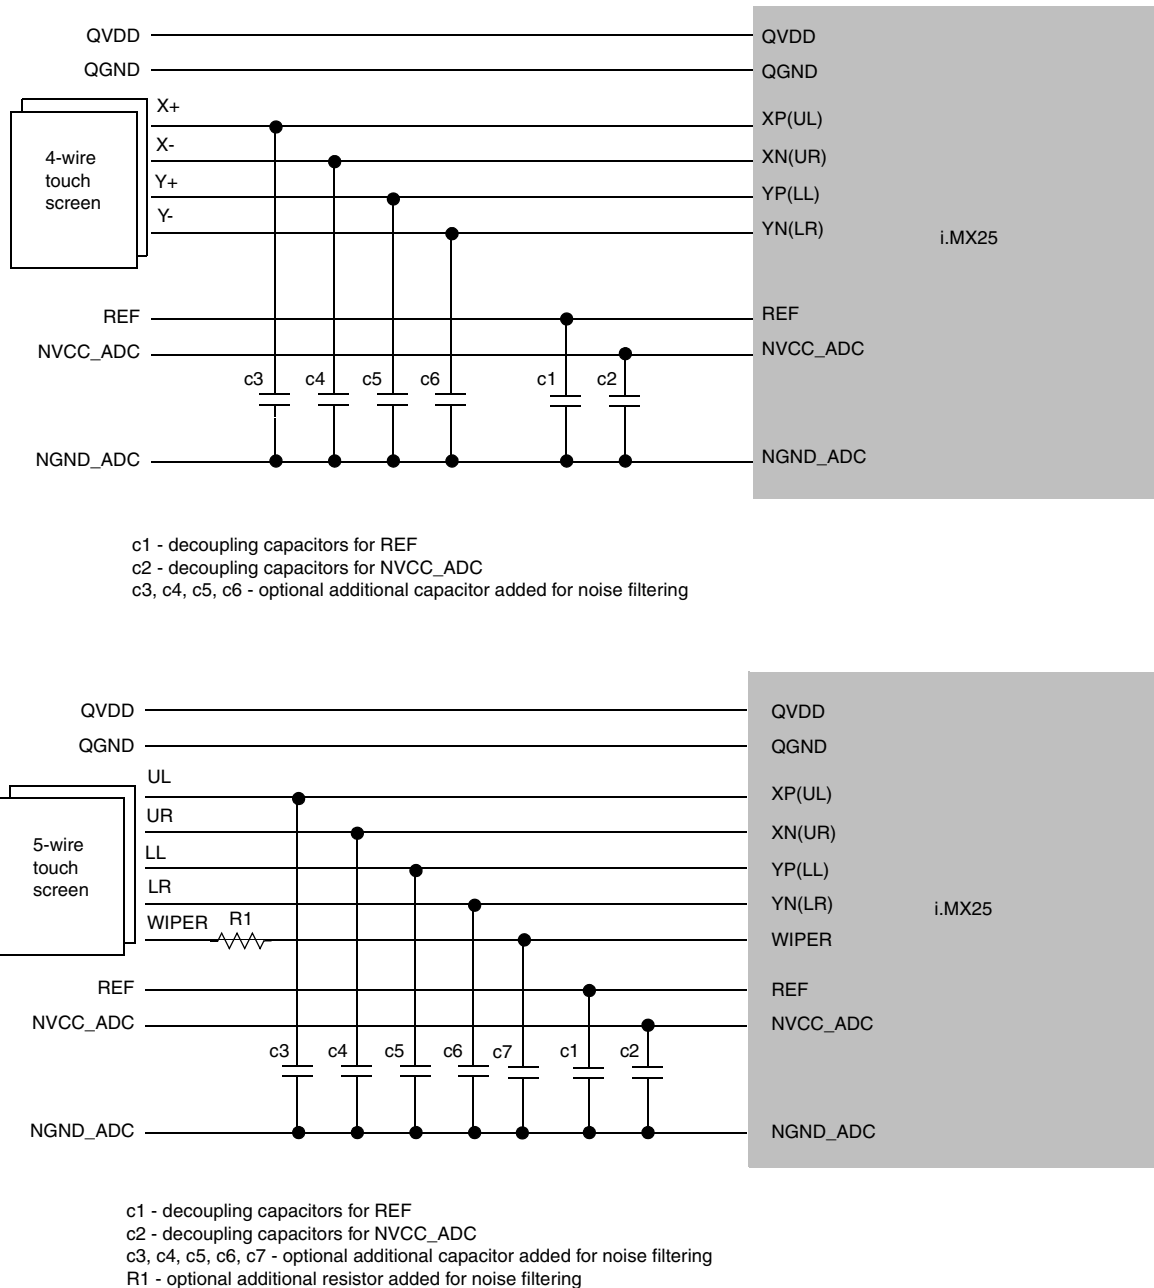 QVDD QVDD
QGND QGND
X+ XP(UL)
X- XN(UR)
4-wire
touch
screen
Y+ YP(LL)
Y- YN(LR)
i.MX25
REF REF
NVCC_ADC NVCC_ADC
c3 c4 c5 c6 c1 c2
NGND_ADC NGND_ADC
c1 - decoupling capacitors for REF
c2 - decoupling capacitors for NVCC_ADC
c3, c4, c5, c6 - optional additional capacitor added for noise filtering
QVDD QVDD
QGND QGND
UL XP(UL)
UR XN(UR)
5-wire
touch
screen
LL YP(LL)
LR YN(LR)
i.MX25
WIPER R1 WIPER
REF REF
NVCC_ADC NVCC_ADC
c3 c4 c5 c6 c7 c1 c2
NGND_ADC NGND_ADC
c1 - decoupling capacitors for REF
c2 - decoupling capacitors for NVCC_ADC
c3, c4, c5, c6, c7 - optional additional capacitor added for noise filtering
R1 - optional additional resistor added for noise filtering